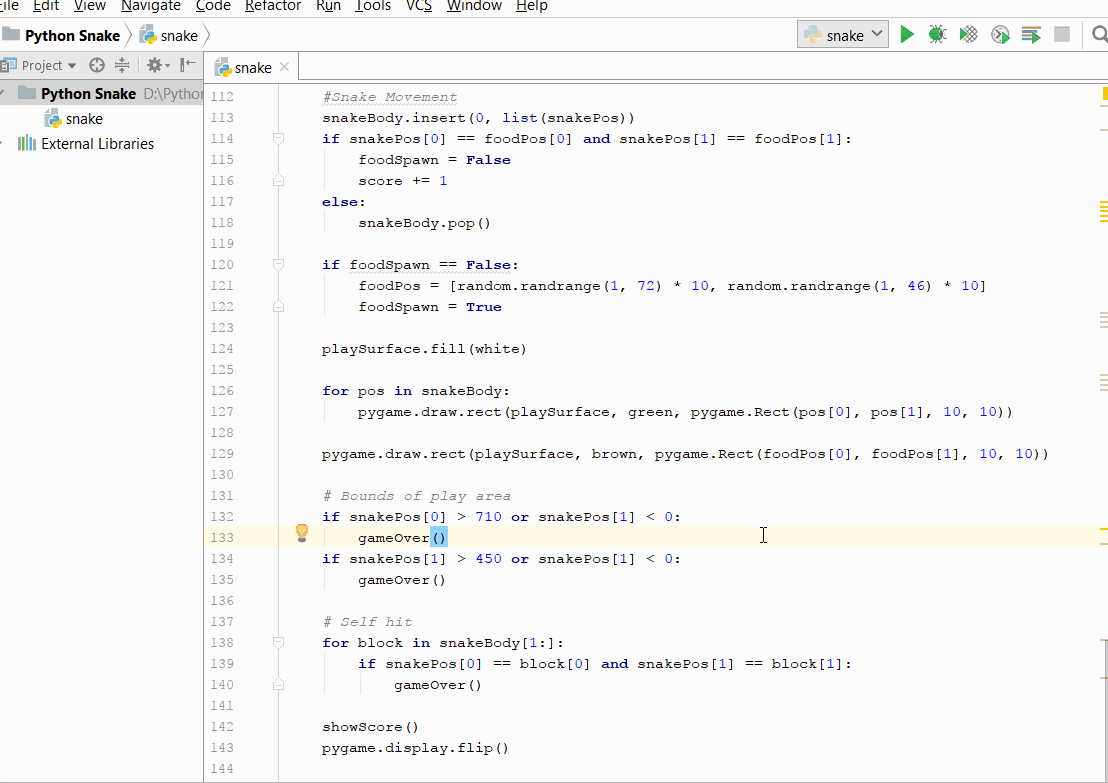 File Edit View Navigate Code Refactor Run Tools VCS Window Help
Python Snake snake snake
Project snake
Python Snake D:\Python
snake
External Libraries
112 #Snake Movement
113 snakeBody.insert(0, list(snakePos))
114 if snakePos[0] == foodPos[0] and snakePos[1] == foodPos[1]:
115 foodSpawn = False
116 score += 1
117 else:
118 snakeBody.pop()
119
120 if foodSpawn == False:
121 foodPos = [random.randrange(1, 72) * 10, random.randrange(1, 46) * 10]
122 foodSpawn = True
123
124 playSurface.fill(white)
125
126 for pos in snakeBody:
127 pygame.draw.rect(playSurface, green, pygame.Rect(pos[0], pos[1], 10, 10))
128
129 pygame.draw.rect(playSurface, brown, pygame.Rect(foodPos[0], foodPos[1], 10, 10))
130
131 # Bounds of play area
132 if snakePos[0] > 710 or snakePos[1] < 0:
133 gameOver()
134 if snakePos[1] > 450 or snakePos[1] < 0:
135 gameOver()
136
137 # Self hit
138 for block in snakeBody[1:]:
139 if snakePos[0] == block[0] and snakePos[1] == block[1]:
140 gameOver()
141
142 showScore()
143 pygame.display.flip()
144